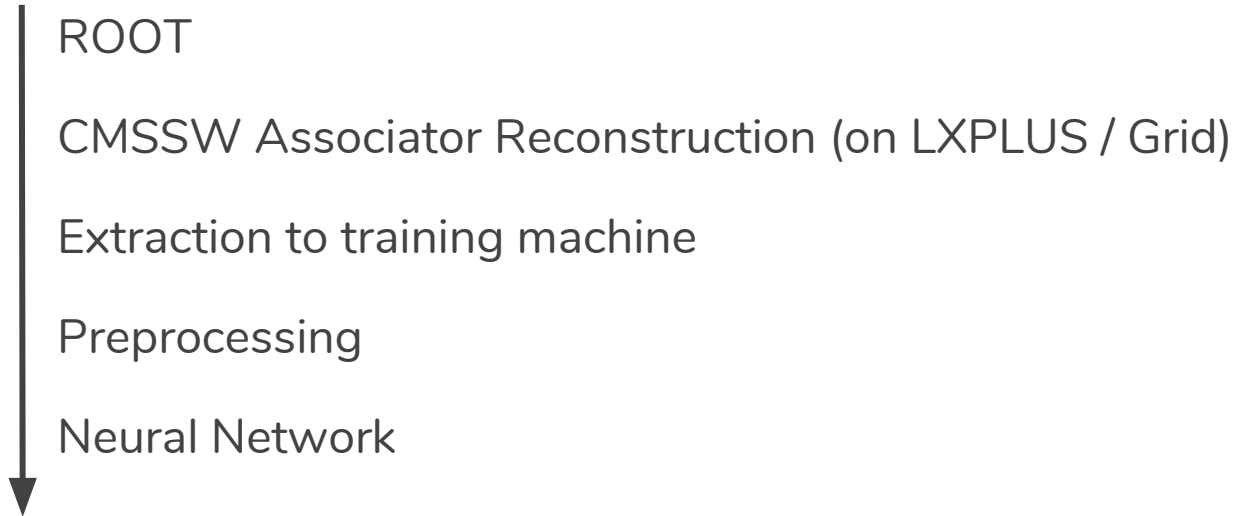 ROOT
CMSSW Associator Reconstruction (on LXPLUS / Grid)
Extraction to training machine
Preprocessing
Neural Network